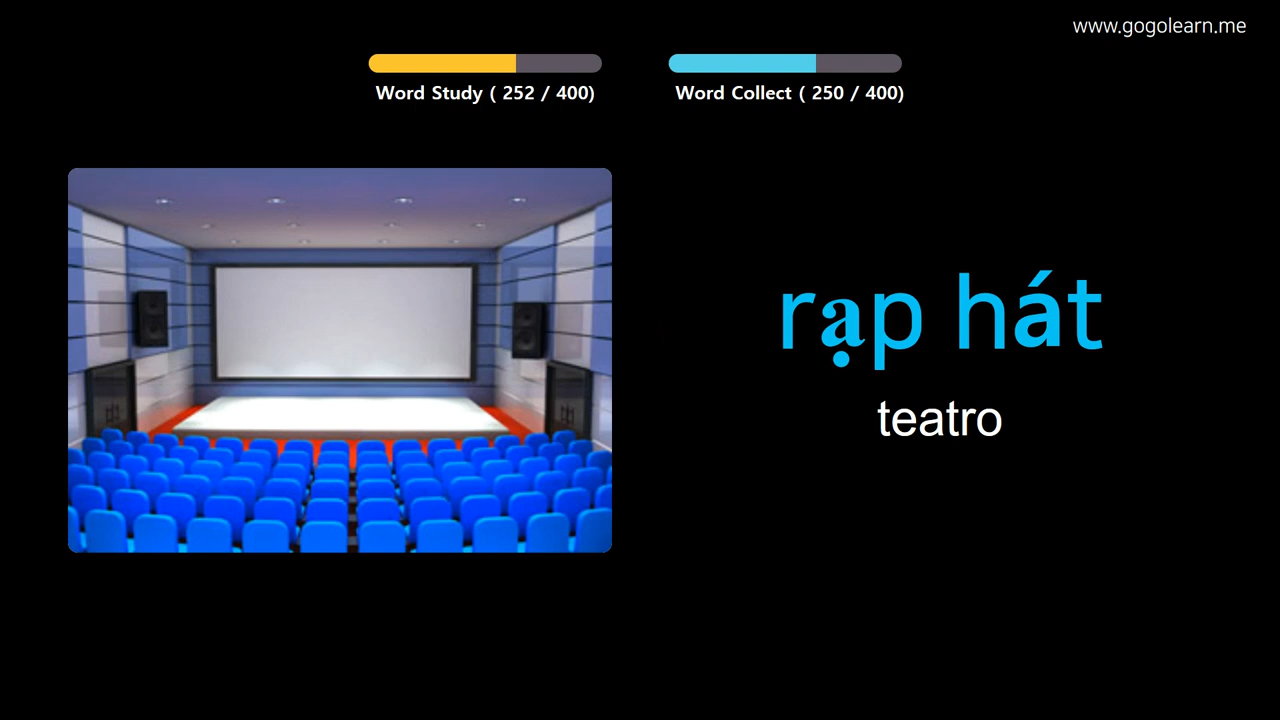 www.gogolearn.me
Word Study ( 252 / 400)
Word Collect ( 250 / 400)
rạp hát
teatro